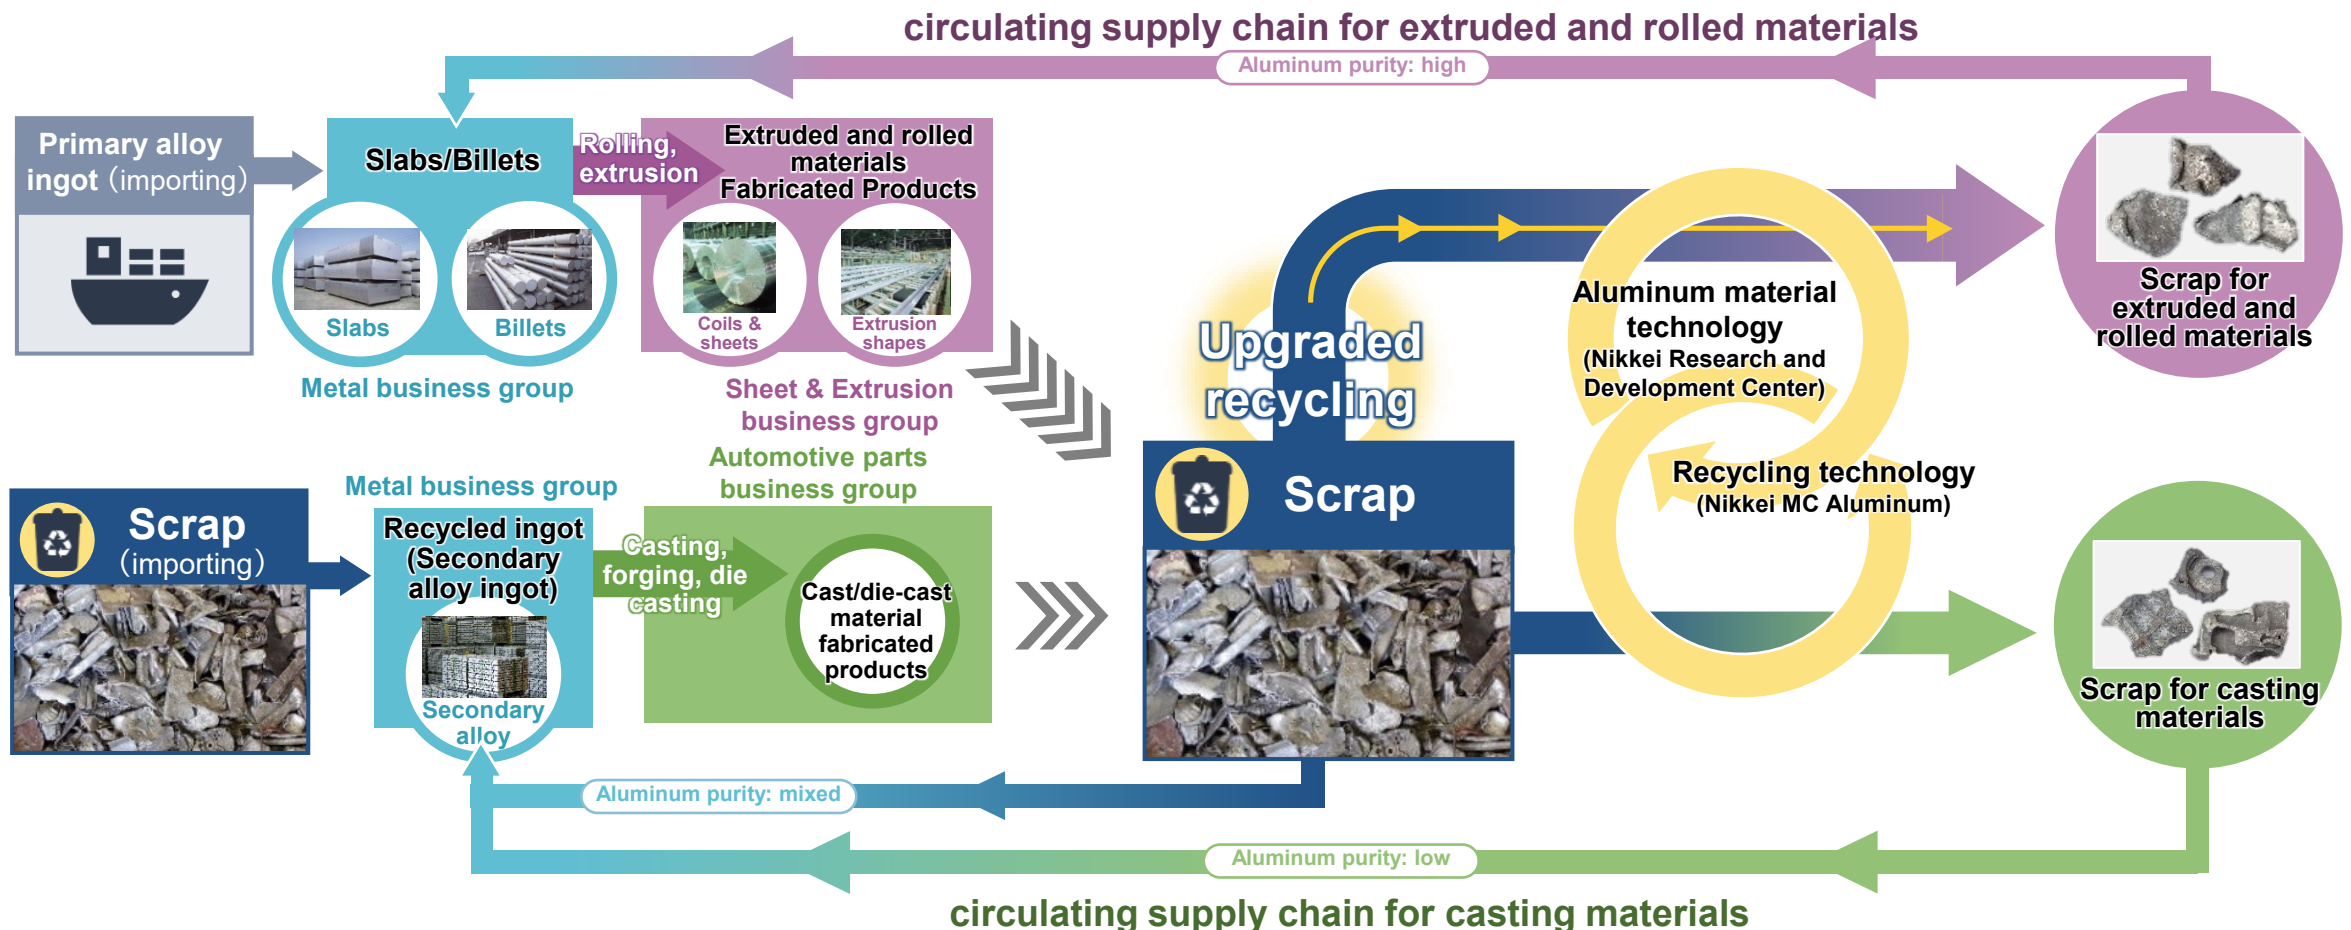 circulating supply chain for extruded and rolled materials
Aluminum purity: high
Primary alloy
ingot (importing)
Slabs/Billets
Slabs
Billets
Metal business group
Rolling,
extrusion
Extruded and rolled
materials
Fabricated Products
Coils &
sheets
Extrusion
shapes
Sheet & Extrusion
business group
Upgraded
recycling
Aluminum material
technology
(Nikkei Research and
Development Center)
Scrap for
extruded and
rolled materials
Scrap
(importing)
Metal business group
Recycled ingot
(Secondary
alloy ingot)
Secondary
alloy
Automotive parts
business group
Casting,
forging, die
casting
Cast/die-cast
material
fabricated
products
Scrap
Recycling technology
(Nikkei MC Aluminum)
Scrap for casting
materials
Aluminum purity: mixed
Aluminum purity: low
circulating supply chain for casting materials